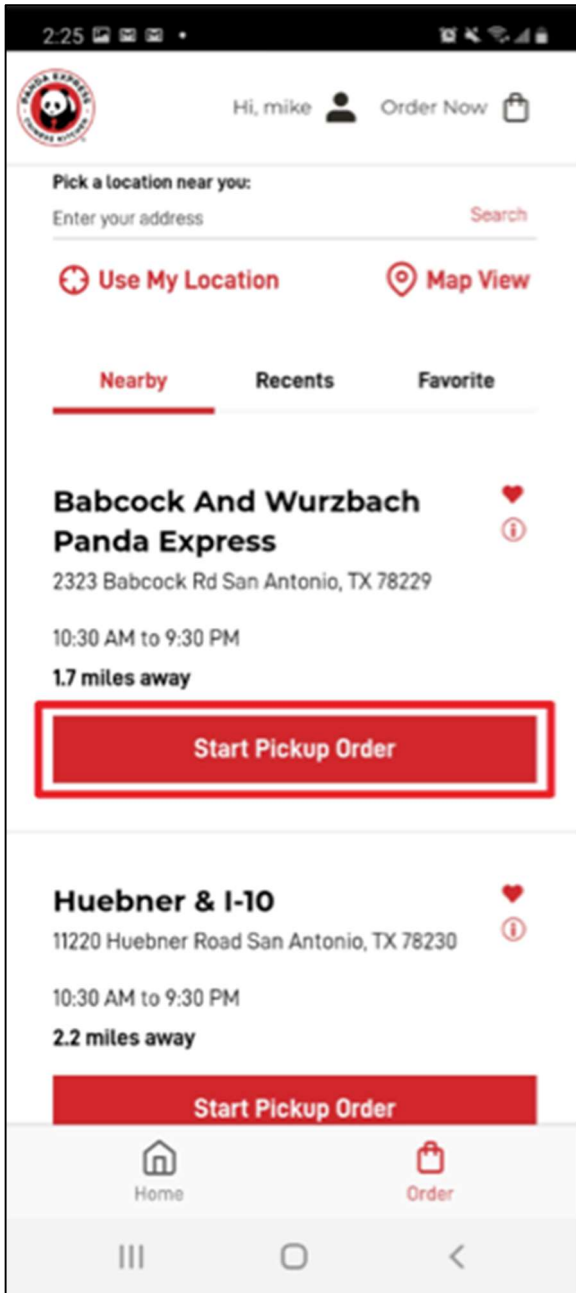 2:25
PANDA EXPRESS
CHINESE KITCHEN
Hi, mike
Order Now
Pick a location near you:
Enter your address
Search
Use My Location
Map View
Nearby
Recents
Favorite
Babcock And Wurzbach
Panda Express
2323 Babcock Rd San Antonio, TX 78229
10:30 AM to 9:30 PM
1.7 miles away
Start Pickup Order
Huebner & I-10
11220 Huebner Road San Antonio, TX 78230
10:30 AM to 9:30 PM
2.2 miles away
Start Pickup Order
Home
Order